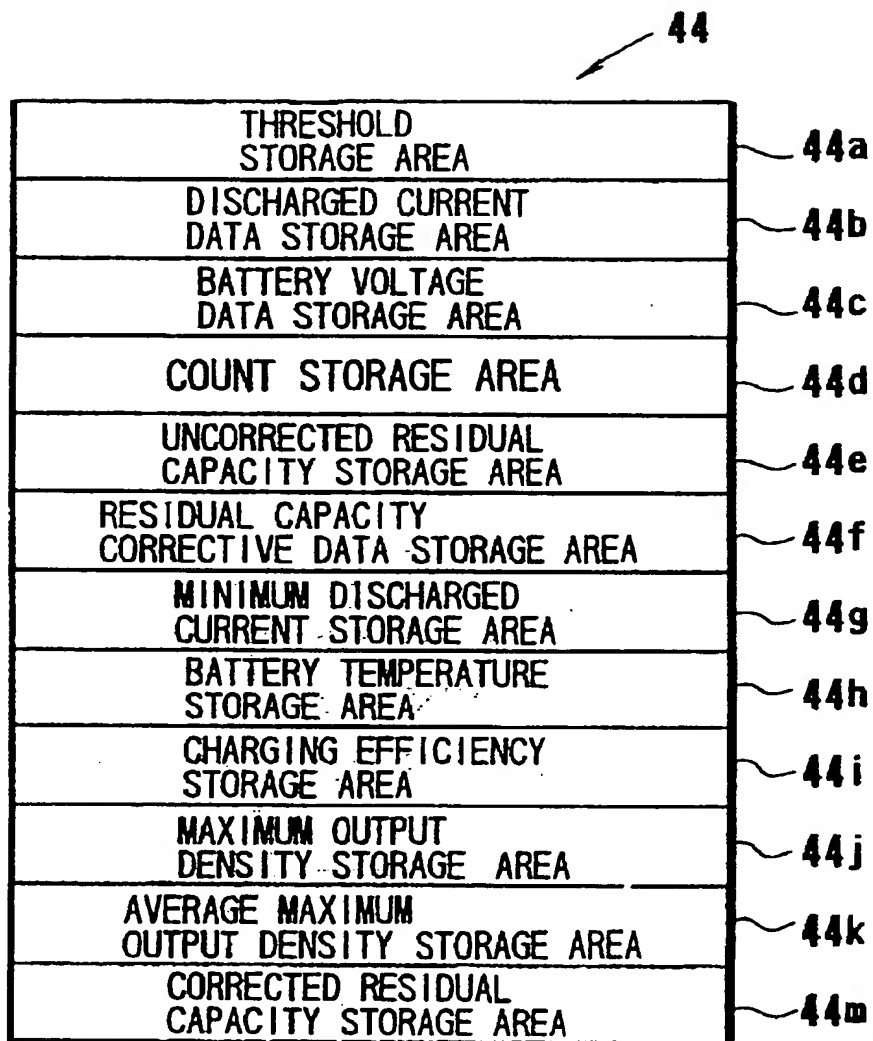 44
THRESHOLD
STORAGE AREA
44a
DISCHARGED CURRENT
DATA STORAGE AREA
44b
BATTERY VOLTAGE
DATA STORAGE AREA
44c
COUNT STORAGE AREA
44d
UNCORRECTED RESIDUAL
CAPACITY STORAGE AREA
44e
RESIDUAL CAPACITY
CORRECTIVE DATA STORAGE AREA
44f
MINIMUM DISCHARGED
CURRENT STORAGE AREA
44g
BATTERY TEMPERATURE
STORAGE AREA
44h
CHARGING EFFICIENCY
STORAGE AREA
44i
MAXIMUM OUTPUT
DENSITY STORAGE AREA
44j
AVERAGE MAXIMUM
OUTPUT DENSITY STORAGE AREA
44k
CORRECTED RESIDUAL
CAPACITY STORAGE AREA
44m